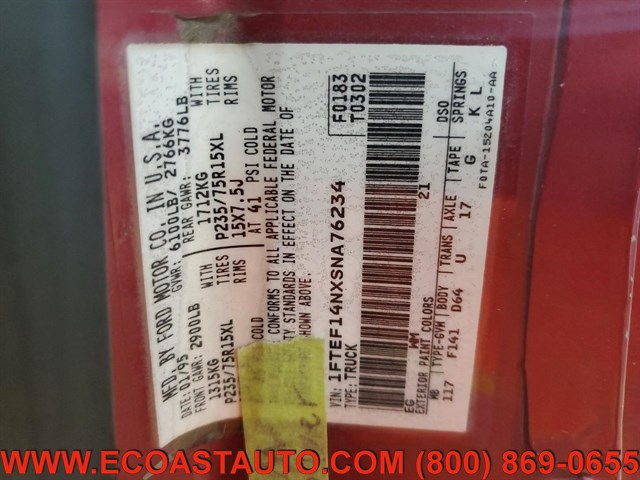 MFD. BY FORD MOTOR CO. IN U.S.A.
DATE: 01/95 GVWR: 6100LB/ 2766KG
FRONT GAWR: 2900LB REAR GAWR: 3776LB
1315KG 1712KG WITH
P235/75R15XL P235/75R15XL TIRES
15X7.5J RIMS
COLD AT 41 PSI COLD
CONFORMS TO ALL APPLICABLE FEDERAL MOTOR
TY STANDARDS IN EFFECT ON THE DATE OF
SHOWN ABOVE.
VIN: 1FTEF14NXSNA76234
TYPE: TRUCK
F0183
T0302
EG WM 21
EXTERIOR PAINT COLORS DSO
WB TYPE-GVW BODY TRANS AXLE TAPE SPRINGS
117 F141 D64 U 17 G K L
F0TA-15204A10-AA
WWW.ECOASTAUTO.COM (800) 869-0655